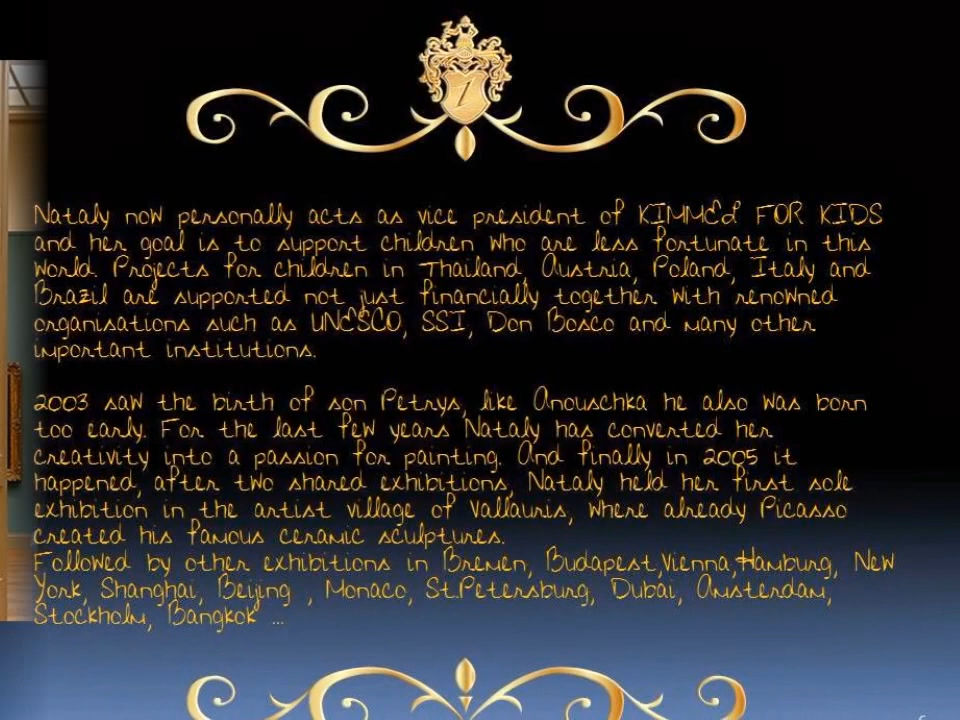 Nataly now personally acts as vice president of KIMMEL FOR KIDS
and her goal is to support children who are less fortunate in this
world. Projects for children in Thailand, Austria, Poland, Italy and
Brazil are supported not just financially together with renowned
organisations such as UNESCO, SSI, Don Bosco and many other
important institutions.
2003 saw the birth of son Petrys, like Anouschka he also was born
too early. For the last few years Nataly has converted her
creativity into a passion for painting. And finally in 2005 it
happened, after two shared exhibitions, Nataly held her first sole
exhibition in the artist village of Vallauris, where already Picasso
created his famous ceramic sculptures.
Followed by other exhibitions in Bremen, Budapest,Vienna,Hamburg, New
York, Shanghai, Beijing , Monaco, St.Petersburg, Dubai, Amsterdam,
Stockholm, Bangkok ...